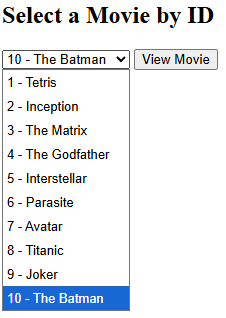 Select a Movie by ID
10 - The Batman View Movie
1 - Tetris
2 - Inception
3 - The Matrix
4 - The Godfather
5 - Interstellar
6 - Parasite
7 - Avatar
8 - Titanic
9 - Joker
10 - The Batman